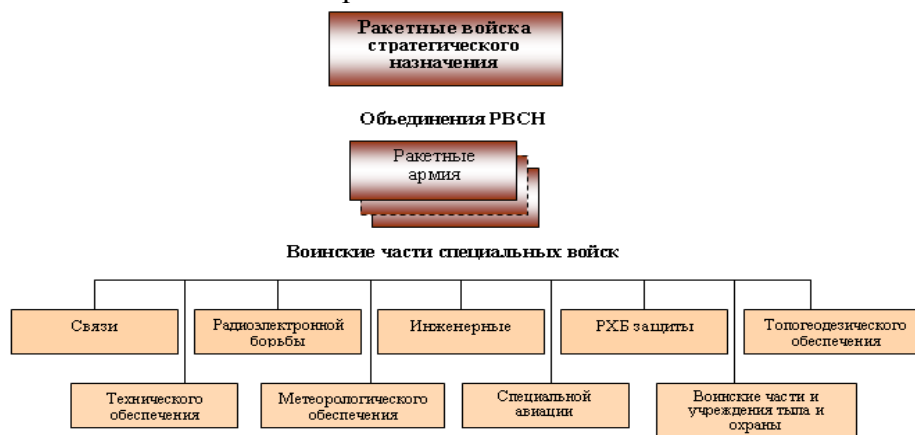 Ракетные войска
стратегического
назначения
Объединения РВСН
Ракетные
армия
Воинские части специальных войск
Связи
Радиоэлектронной
борьбы
Инженерные
РХБ защиты
Топогеодезического
обеспечения
Технического
обеспечения
Метеорологического
обеспечения
Специальной
авиации
Воинские части и
учреждения тыла и
охраны